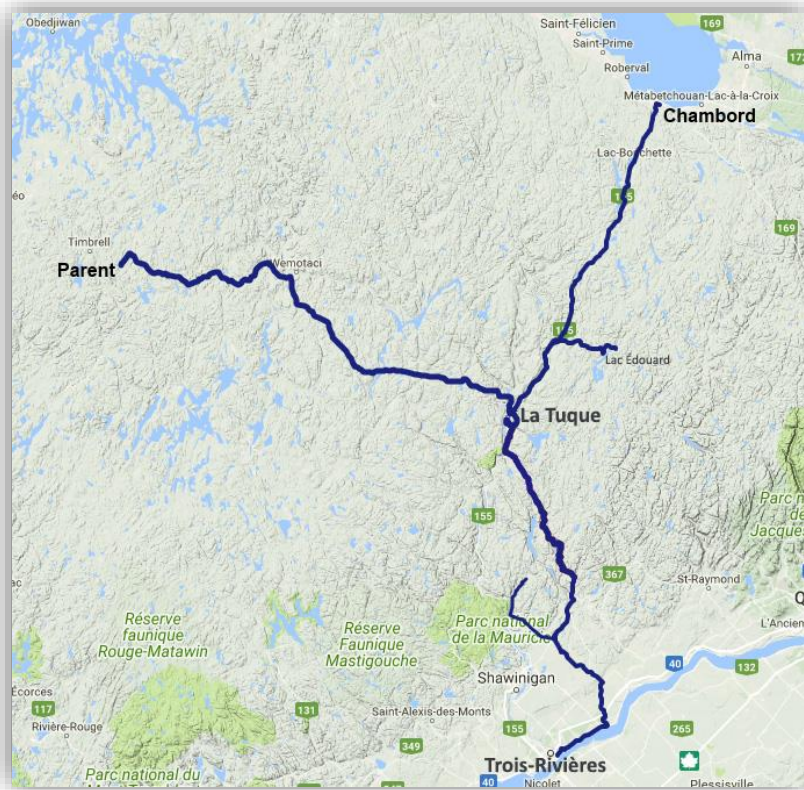 Obedjiwan
Saint-Félicien
169
Saint-Prime
Alma
Roberval
Métabetchouan-Lac-à-la-Croix
Chambord
Lac-Bouchette
155
169
Timbrell
Parent
Wemotaci
155
Lac Édouard
La Tuque
155
367
St-Raymond
Parc national
de la Mauricie
Réserve
faunique
Rouge-Matawin
Réserve
Faunique
Mastigouche
Shawinigan
40
132
117
Rivière-Rouge
131
Saint-Alexis-des-Monts
155
265
349
Trois-Rivières
Nicolet
40
Parc national du
Plessisville